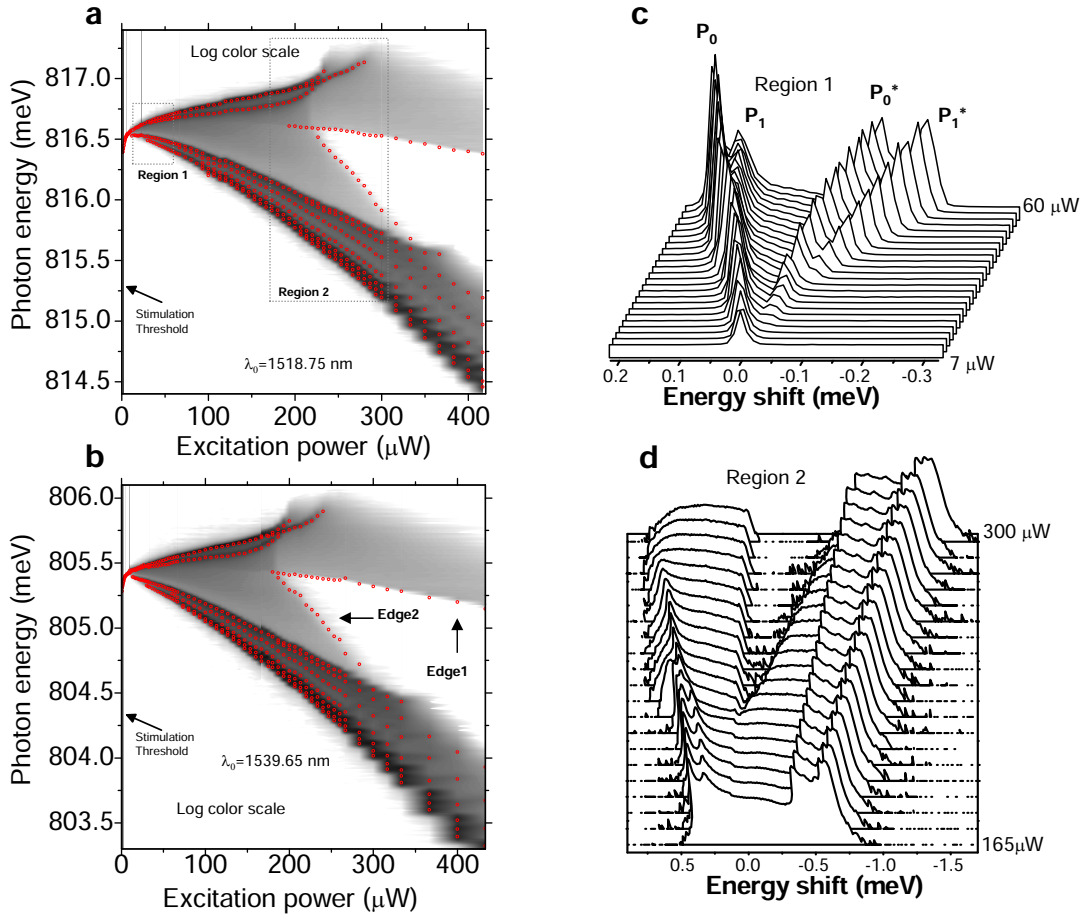 a
Log color scale
817.0
816.5
816.0
815.5
815.0
814.5
Photon energy (meV)
Region 1
Region 2
Stimulation
Threshold
λ0=1518.75 nm
0 100 200 300 400
Excitation power (μW)
b
806.0
805.5
805.0
804.5
804.0
803.5
Photon energy (meV)
Edge2
Edge1
Stimulation
Threshold
λ0=1539.65 nm
Log color scale
0 100 200 300 400
Excitation power (μW)
c
P0
Region 1
P1
P0*
P1*
60 μW
7 μW
0.2 0.1 0.0 -0.1 -0.2 -0.3
Energy shift (meV)
d
Region 2
300 μW
165μW
0.5 0.0 -0.5 -1.0 -1.5
Energy shift (meV)